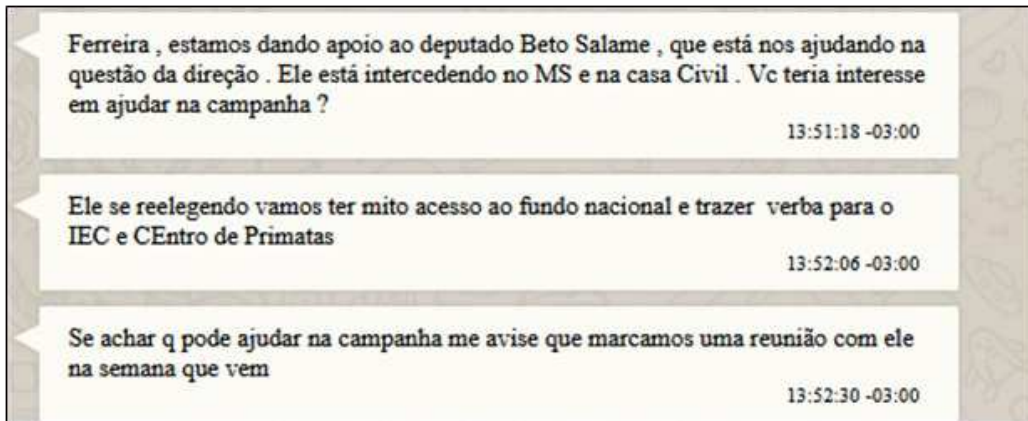 Ferreira , estamos dando apoio ao deputado Beto Salame , que está nos ajudando na
questão da direção . Ele está intercedendo no MS e na casa Civil . Vc teria interesse
em ajudar na campanha ?
13:51:18 -03:00
Ele se reelegendo vamos ter mito acesso ao fundo nacional e trazer verba para o
IEC e CEntro de Primatas
13:52:06 -03:00
Se achar q pode ajudar na campanha me avise que marcamos uma reunião com ele
na semana que vem
13:52:30 -03:00